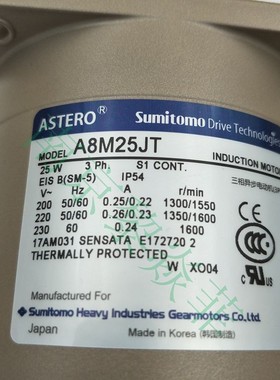 ASTERO® Sumitomo Drive Technologies
MODEL A8M25JT INDUCTION MOTOR
25 W 3 Ph. S1 CONT. 三相异步电动机
EIS B(SM-5) IP54
V~ Hz A r/min
200 50/60 0.25/0.22 1300/1550
220 50/60 0.26/0.23 1350/1600
230 60 0.24 1600
17AM031 SENSATA E172720 2
THERMALLY PROTECTED
W XO04
CCC
Manufactured For
Sumitomo Heavy Industries Gearmotors Co.,Ltd.
Japan Made in Korea (韩国制造)